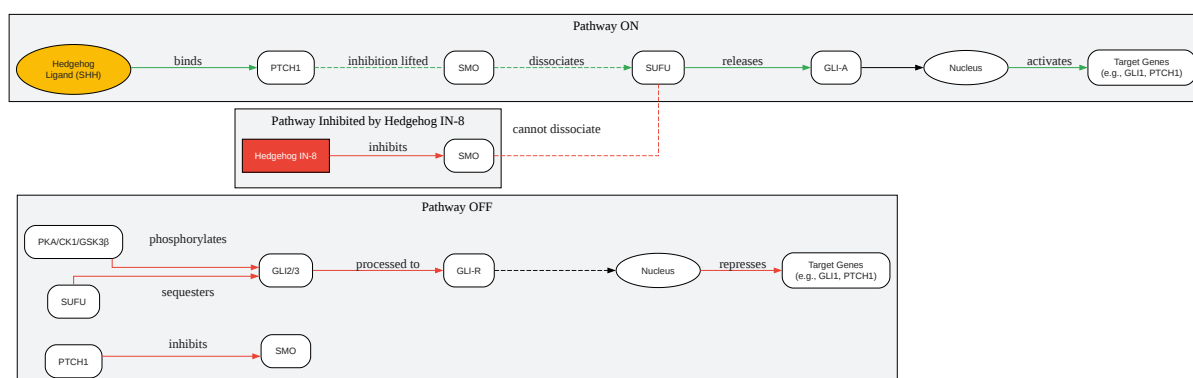 Pathway ON
Hedgehog
Ligand (SHH)
binds
PTCH1
inhibition lifted
SMO
dissociates
SUFU
releases
GLI-A
Nucleus
activates
Target Genes
(e.g., GLI1, PTCH1)
Pathway Inhibited by Hedgehog IN-8
Hedgehog IN-8
inhibits
SMO
cannot dissociate
Pathway OFF
PKA/CK1/GSK3β
phosphorylates
SUFU
sequesters
GLI2/3
processed to
GLI-R
Nucleus
represses
Target Genes
(e.g., GLI1, PTCH1)
PTCH1
inhibits
SMO